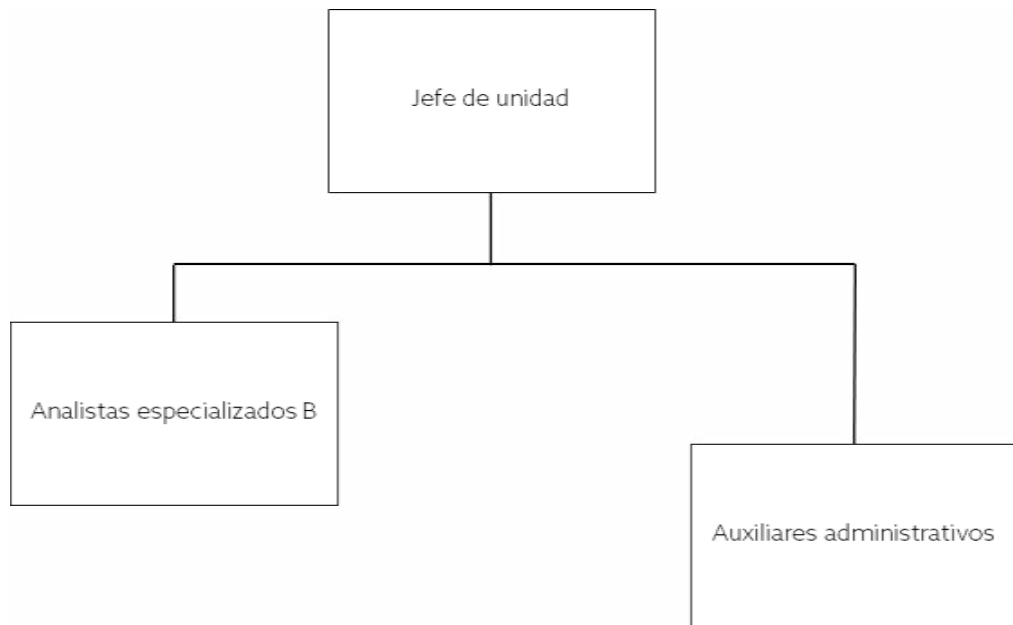 Jefe de unidad
Analistas especializados B
Auxiliares administrativos